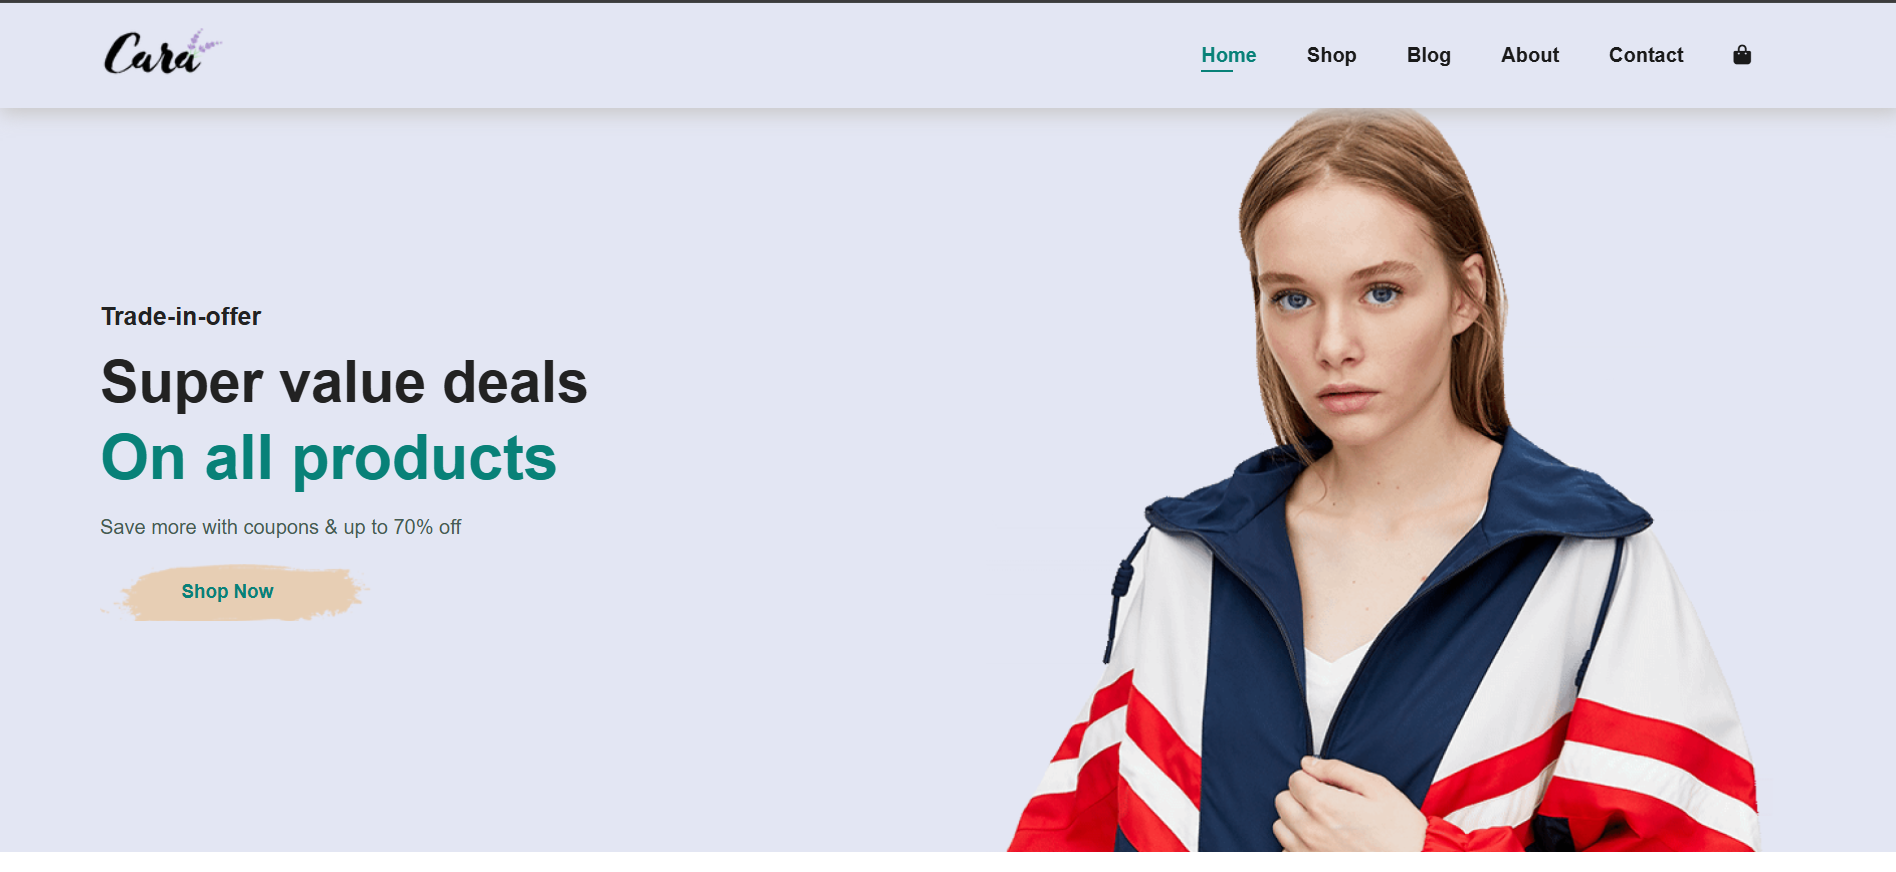 Cara
Home Shop Blog About Contact
Trade-in-offer
Super value deals
On all products
Save more with coupons & up to 70% off
Shop Now